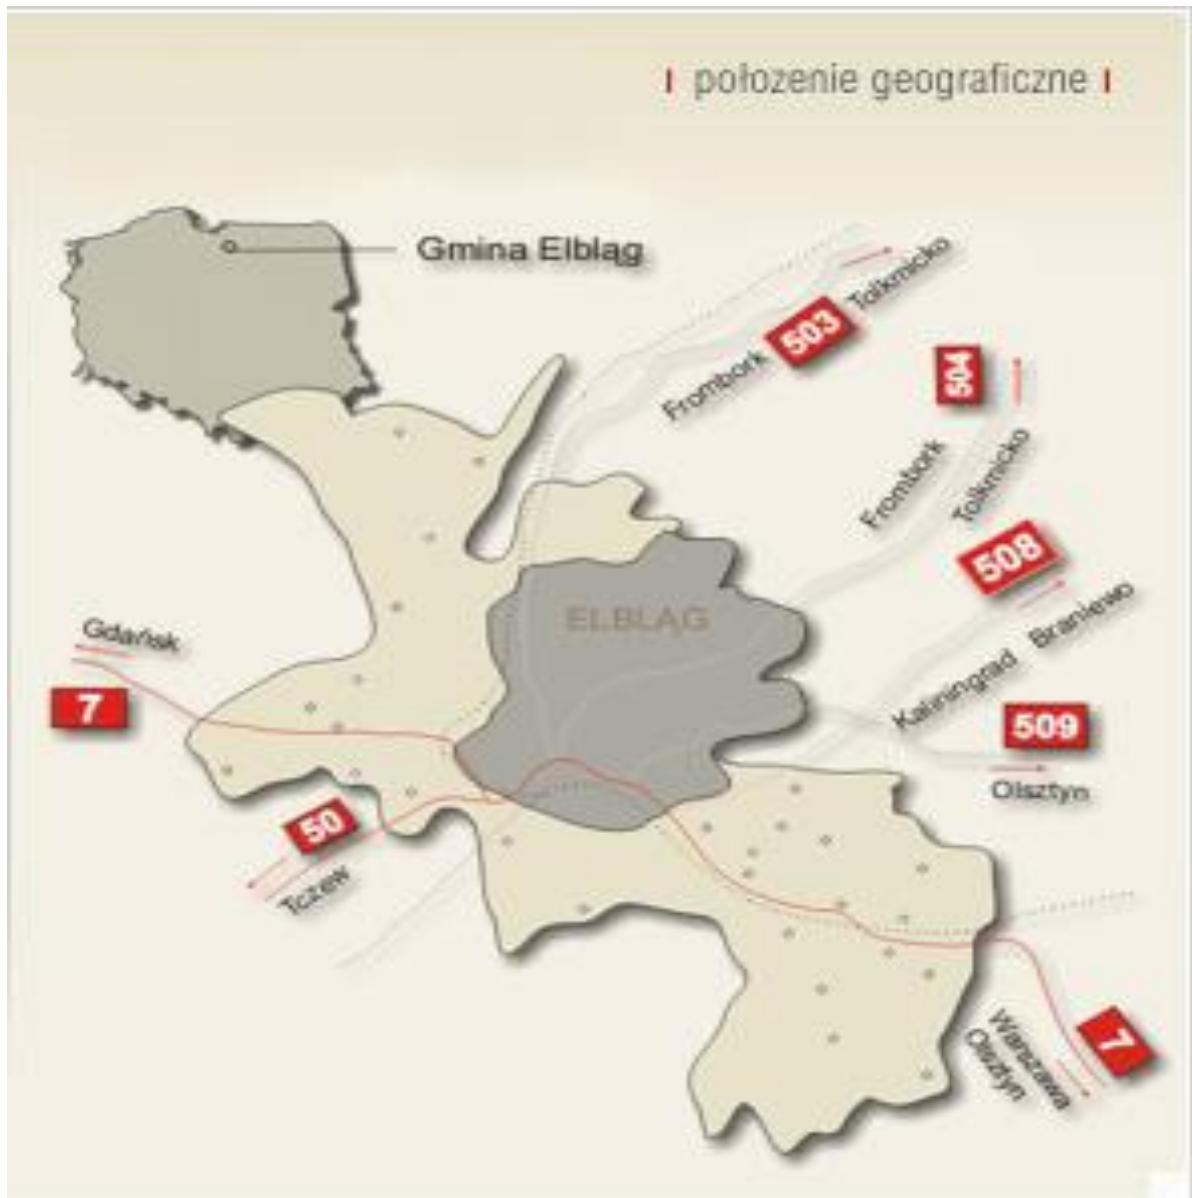 położenie geograficzne
Gmina Elbląg
Tolkmicko
503
Frombork
504
Frombork
Tolkmicko
508
Braniewo
Kaliningrad
ELBLĄG
Gdańsk
7
509
Olsztyn
50
Tczew
7
Warszawa
Olsztyn